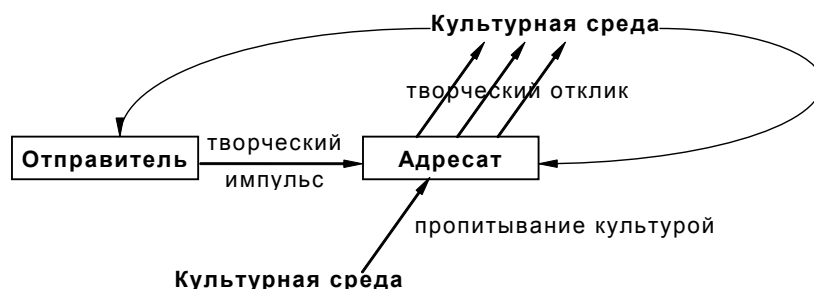 Культурная среда
творческий отклик
творческий
Отправитель
Адресат
импульс
пропитывание культурой
Культурная среда